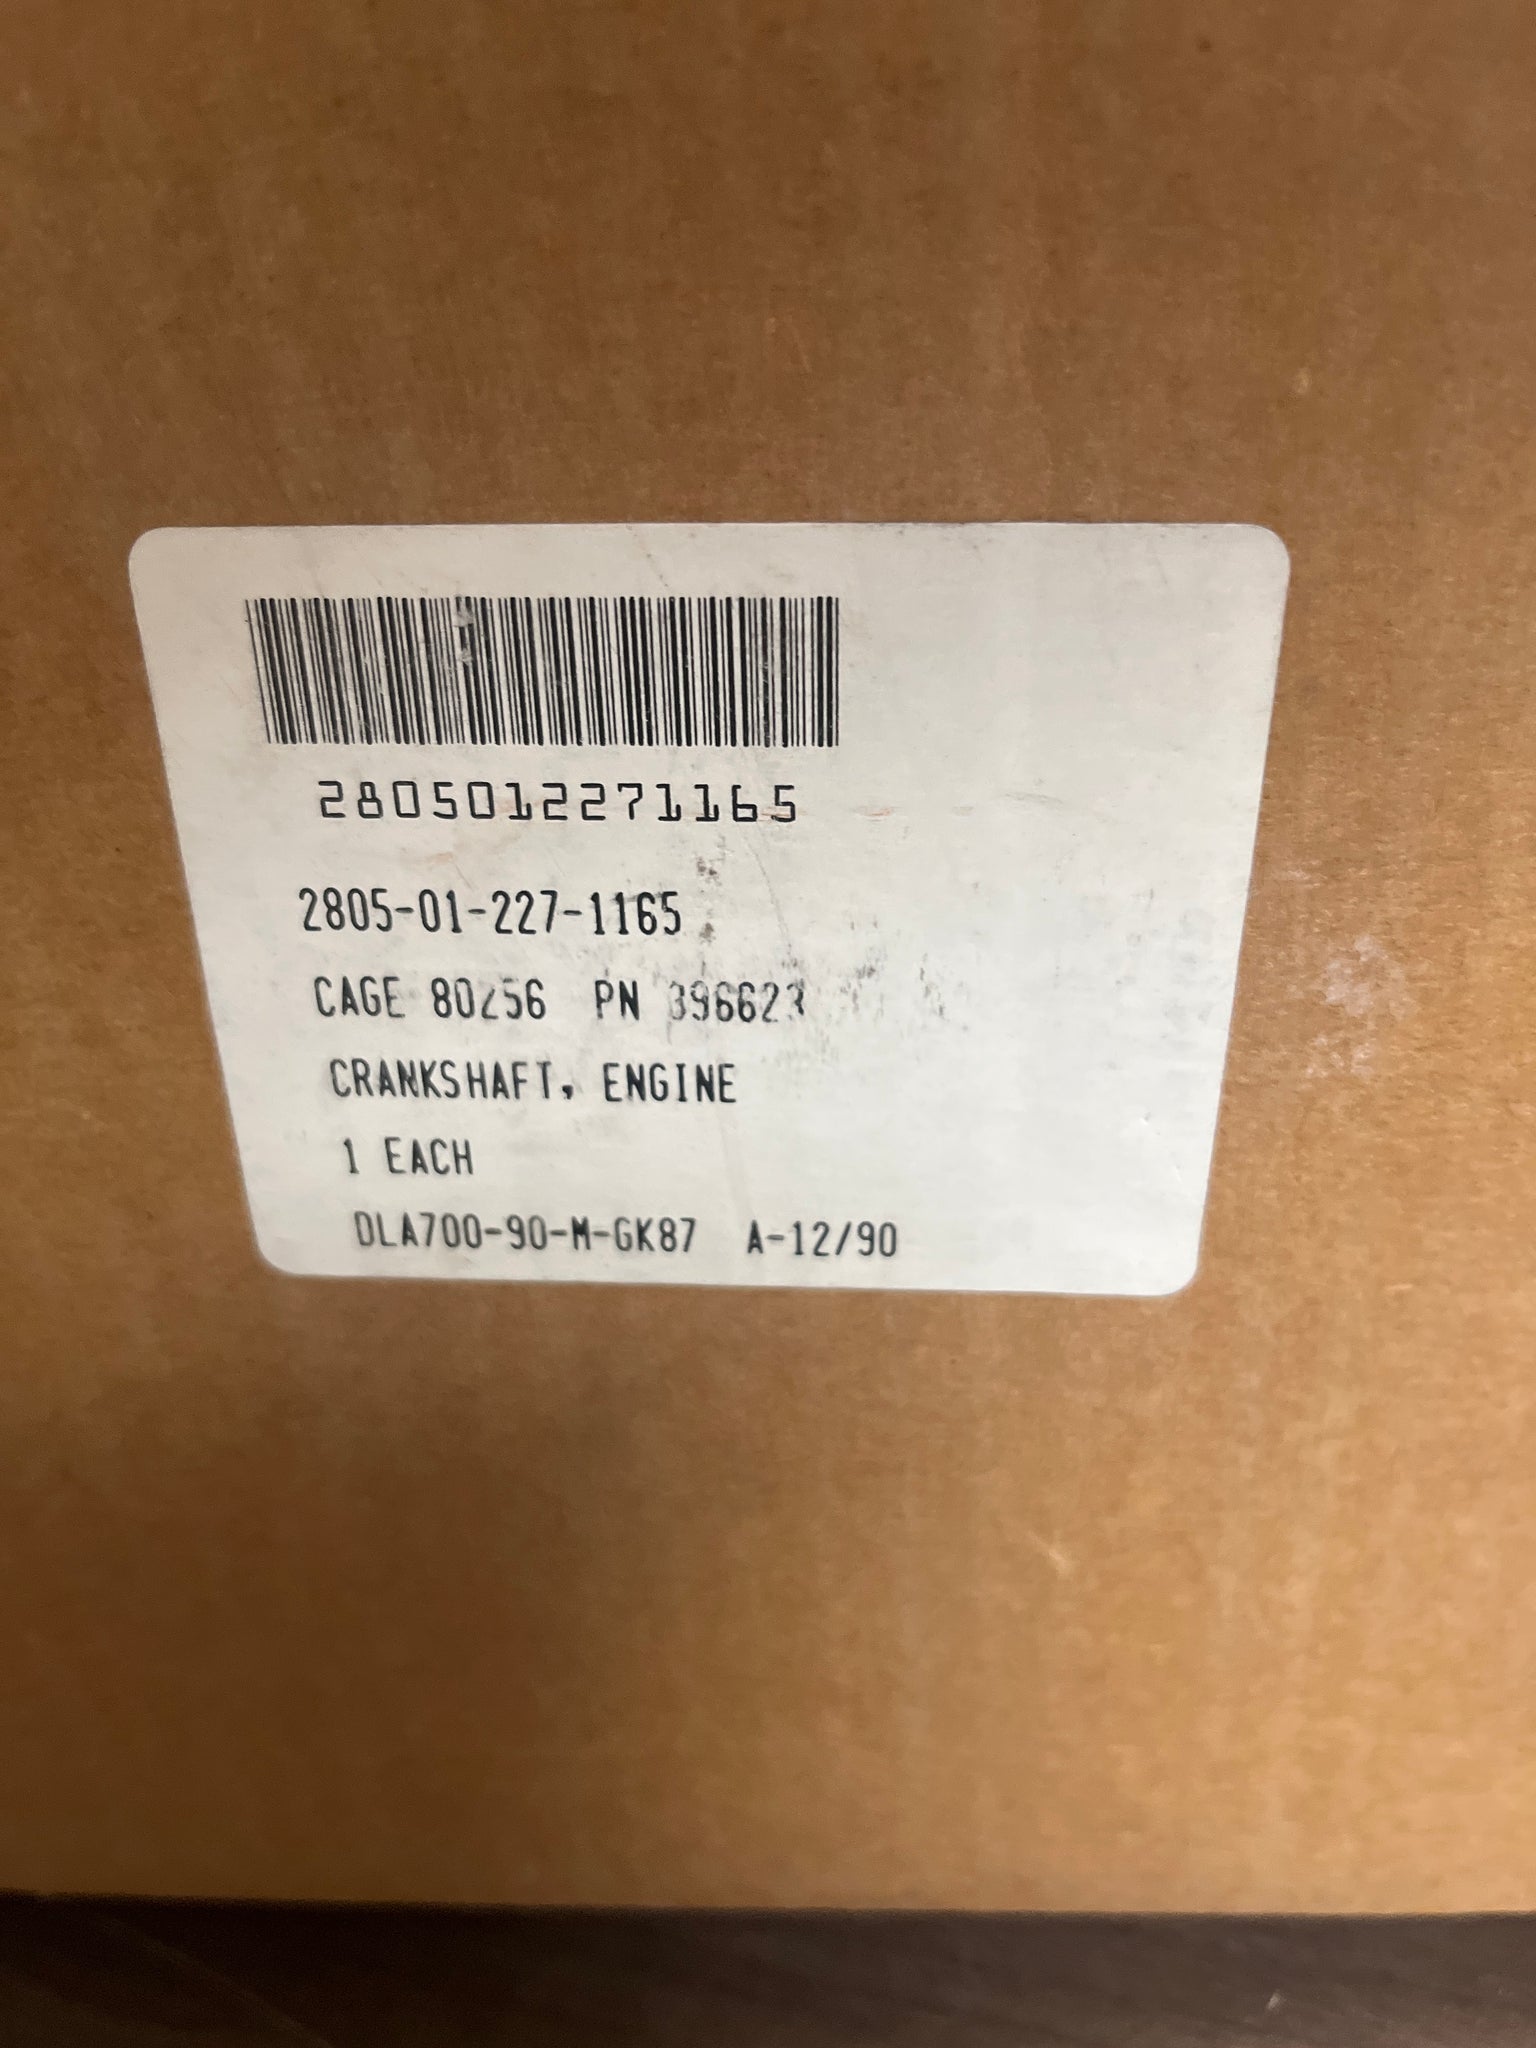 2805012271165
2805-01-227-1165
CAGE 80256 PN 396623
CRANKSHAFT, ENGINE
1 EACH
DLA700-90-M-GK87 A-12/90